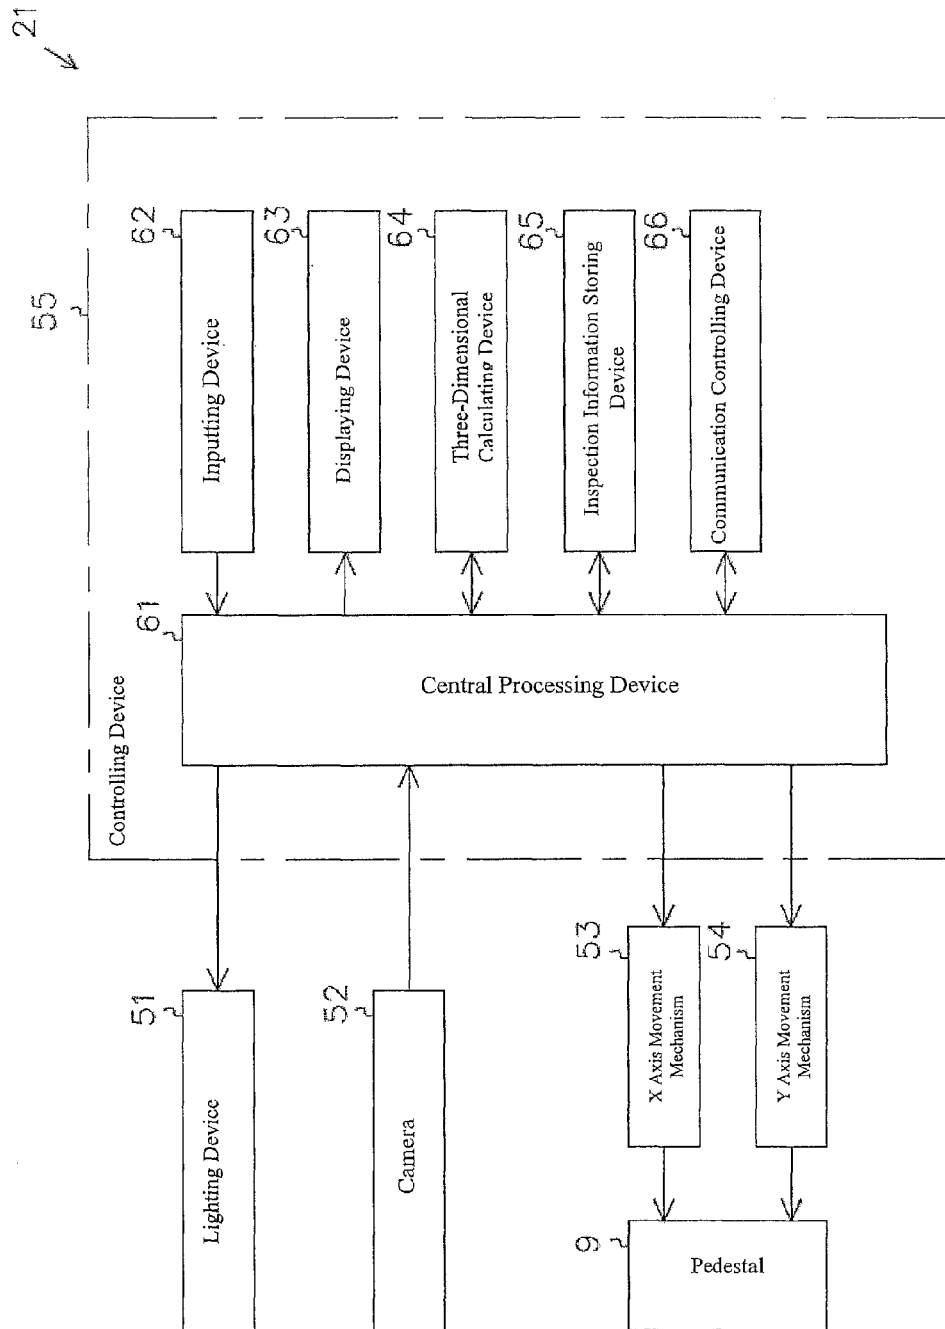 21
55
Controlling Device
62
Inputting Device
63
Displaying Device
64
Three-Dimensional
Calculating Device
65
Inspection Information Storing
Device
66
Communication Controlling Device
61
Central Processing Device
51
Lighting Device
52
Camera
53
X Axis Movement
Mechanism
54
Y Axis Movement
Mechanism
9
Pedestal